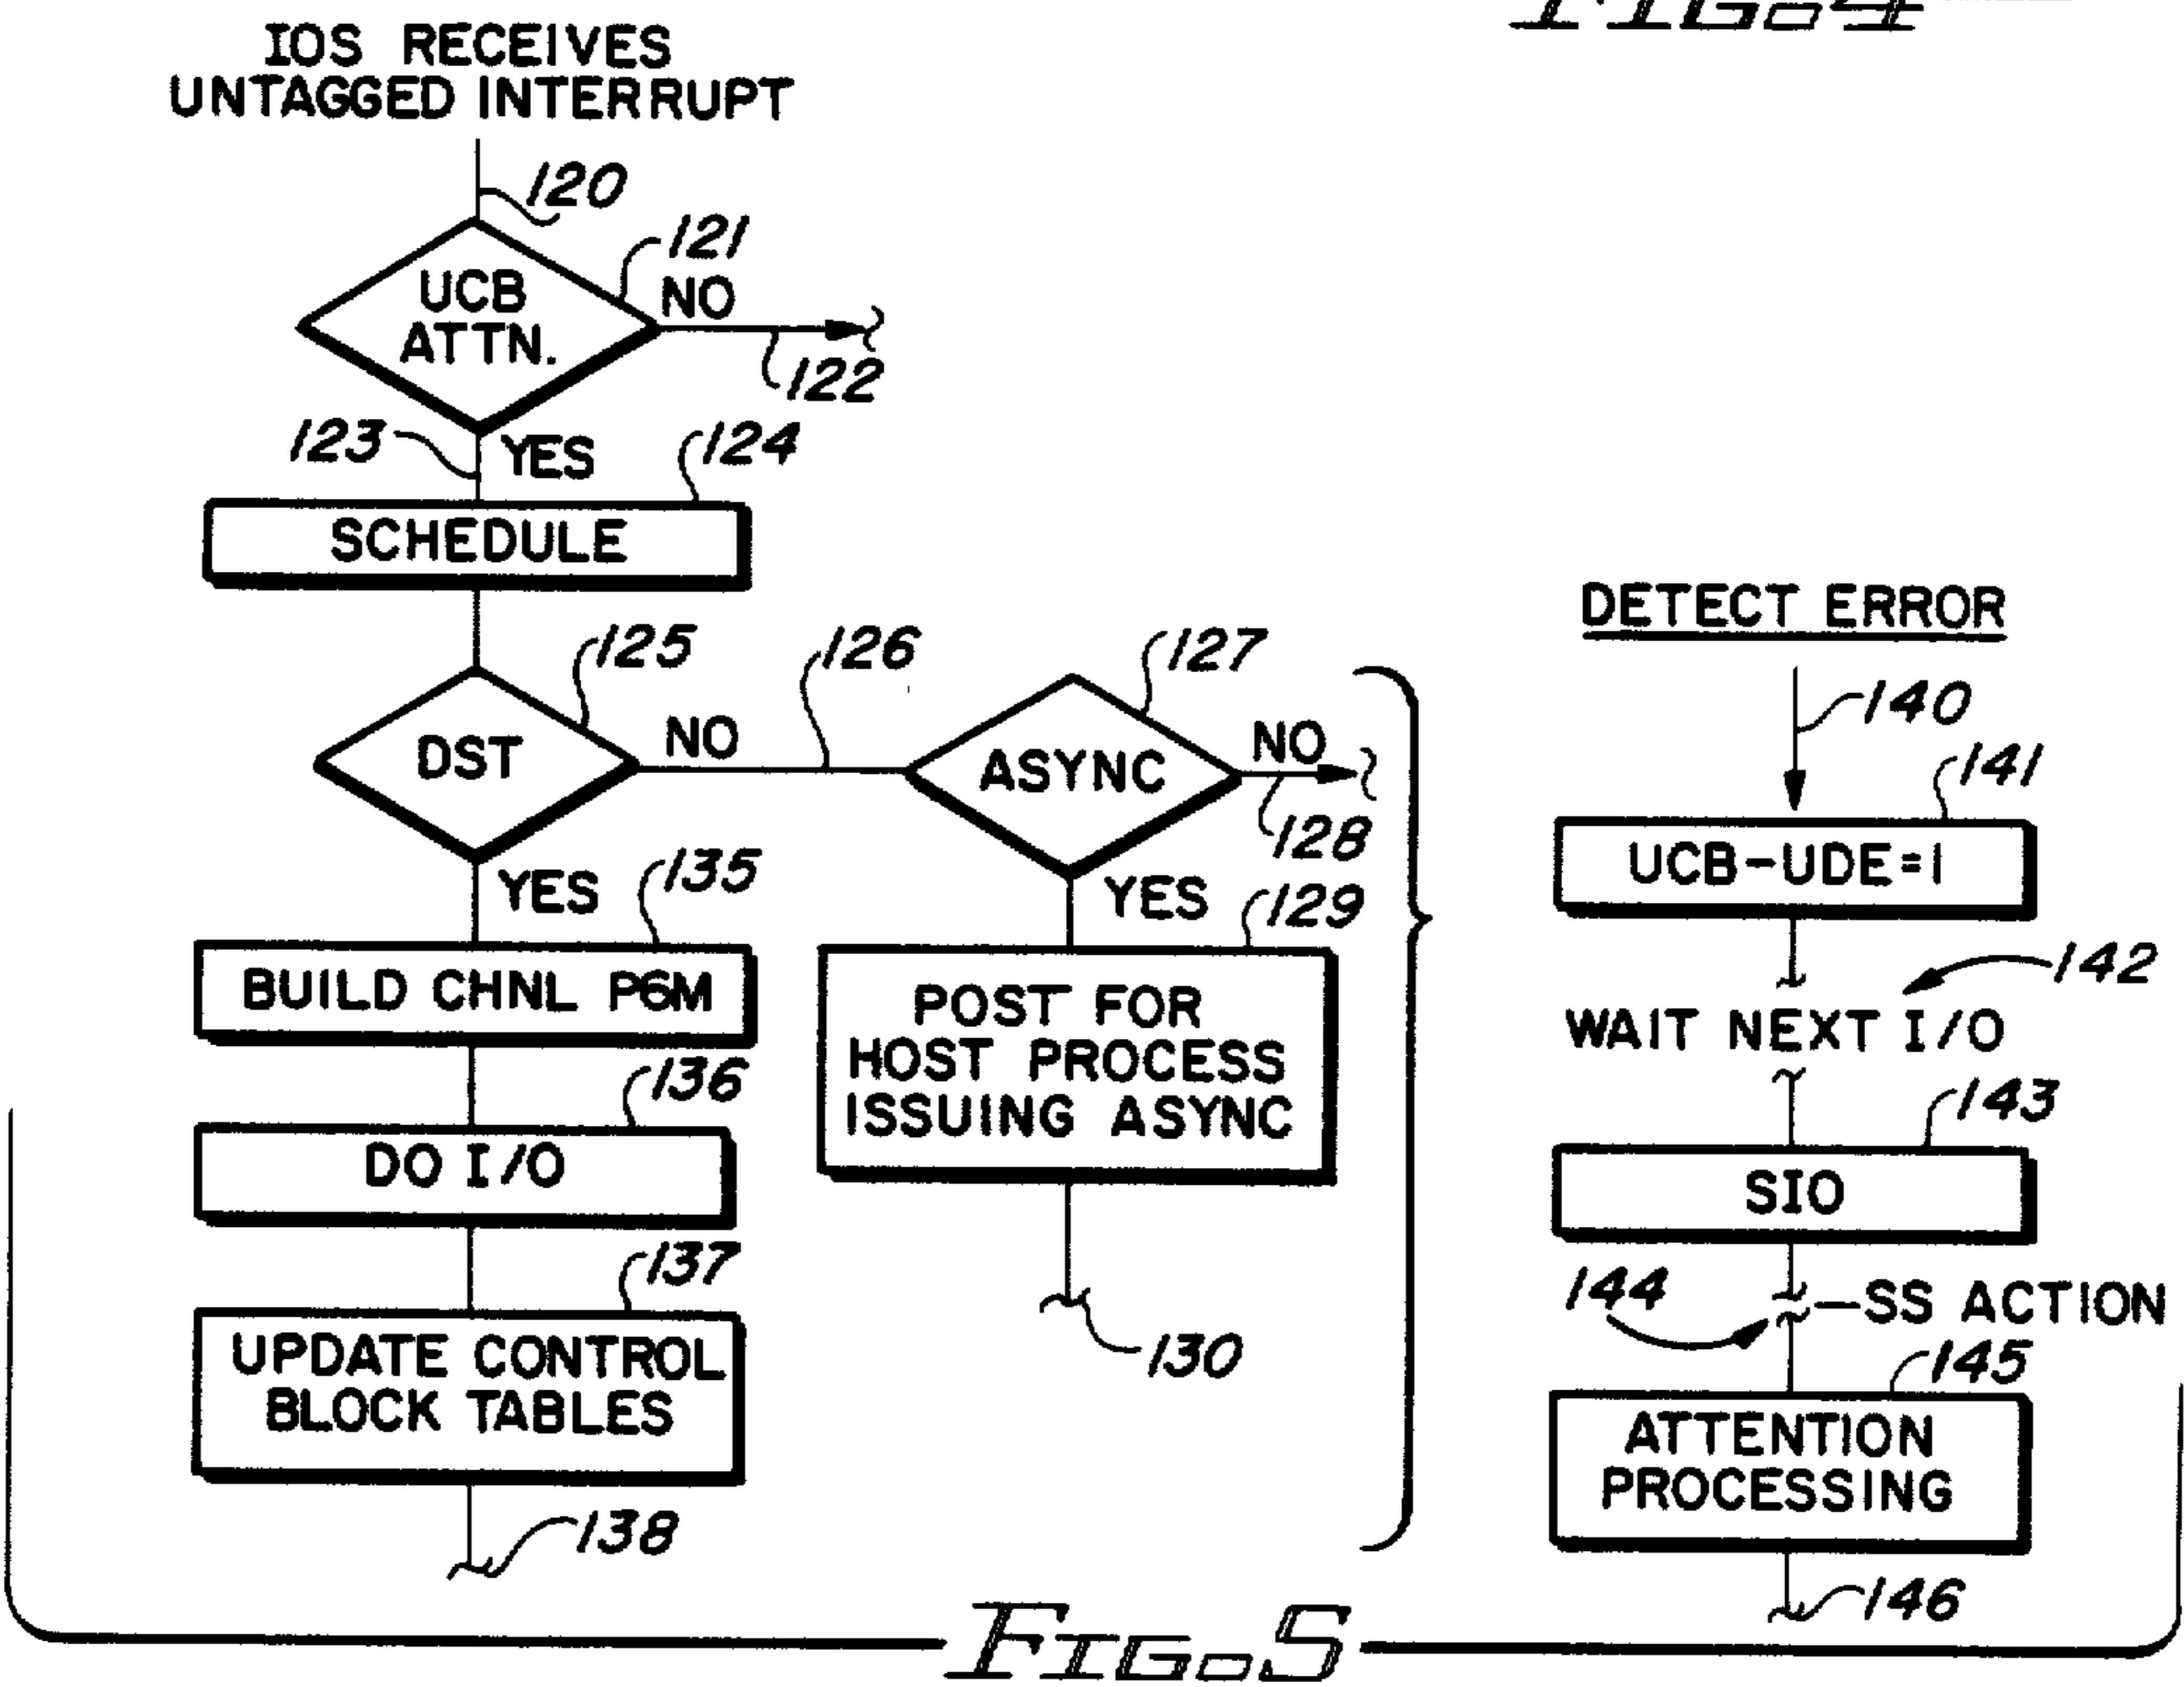 FIG. 4
IOS RECEIVES
UNTAGGED INTERRUPT
120
121
UCB
ATTN.
NO
122
123
YES
124
SCHEDULE
125
DST
NO
126
127
ASYNC
NO
128
YES
135
BUILD CHNL PGM
136
DO I/O
137
UPDATE CONTROL
BLOCK TABLES
138
YES
129
POST FOR
HOST PROCESS
ISSUING ASYNC
130
DETECT ERROR
140
141
UCB-UDE=1
142
WAIT NEXT I/O
143
SIO
144
SS ACTION
145
ATTENTION
PROCESSING
146
FIG. 5